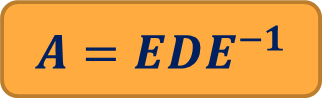 A = EDE⁻¹